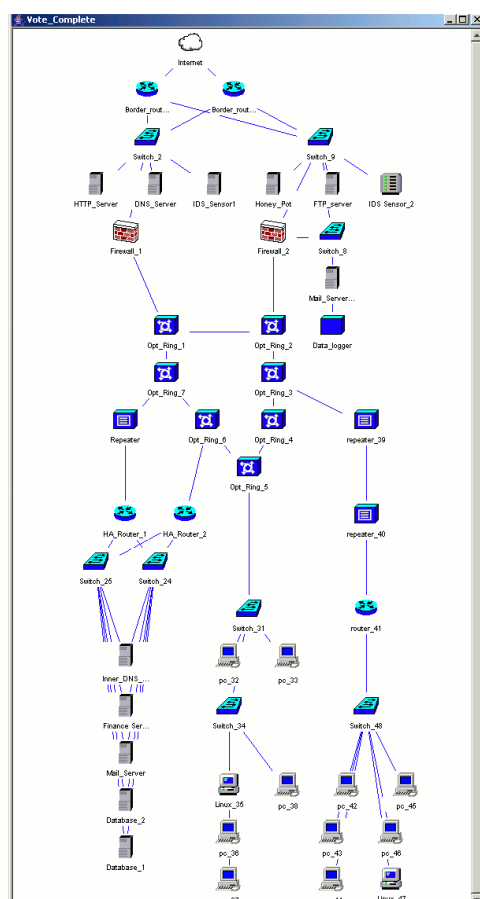 Vote_Complete
Internet
Border_rout...
Border_rout...
Switch_2
Switch_9
HTTP_Server
DNS_Server
IDS_Sensor1
Honey_Pot
FTP_server
IDS Sensor_2
Firewall_1
Firewall_2
Switch_8
Mail_Server...
Opt_Ring_1
Opt_Ring_2
Data_logger
Opt_Ring_7
Opt_Ring_3
Repeater
Opt_Ring_6
Opt_Ring_4
repeater_39
Opt_Ring_5
HA_Router_1
HA_Router_2
repeater_40
Switch_25
Switch_24
Switch_31
router_41
Inner_DNS_...
pc_32
pc_33
Finance Ser...
Switch_34
Switch_48
Mail_Server
Linux_35
pc_38
pc_42
pc_45
Database_2
pc_36
pc_43
pc_46
Database_1
Linux_47